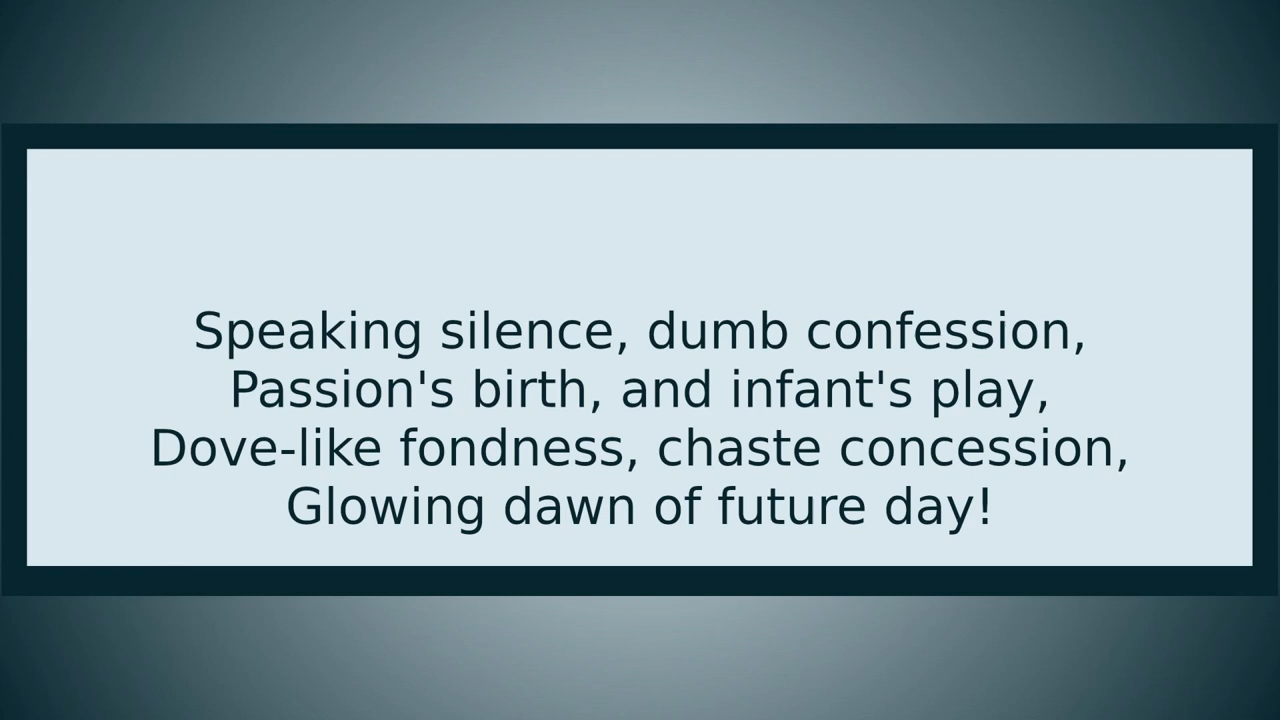 Speaking silence, dumb confession,
Passion's birth, and infant's play,
Dove-like fondness, chaste concession,
Glowing dawn of future day!